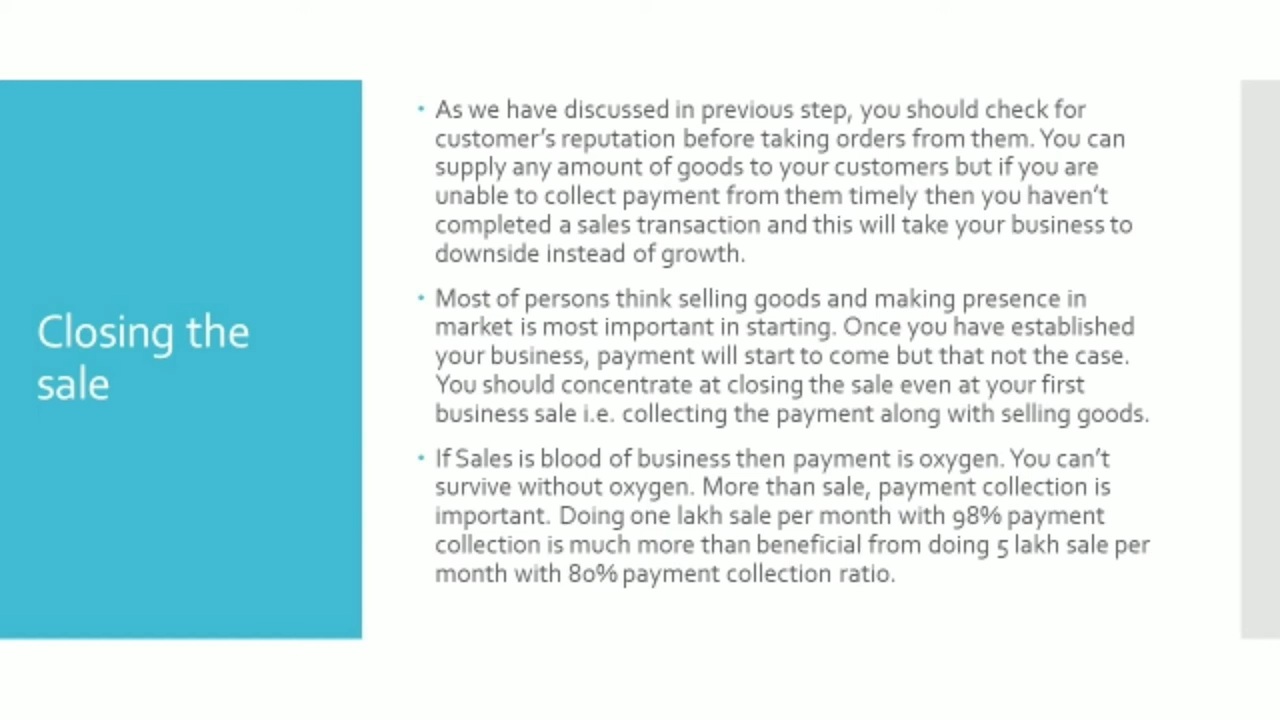 Closing the
sale
As we have discussed in previous step, you should check for
customer's reputation before taking orders from them. You can
supply any amount of goods to your customers but if you are
unable to collect payment from them timely then you haven't
completed a sales transaction and this will take your business to
downside instead of growth.
Most of persons think selling goods and making presence in
market is most important in starting. Once you have established
your business, payment will start to come but that not the case.
You should concentrate at closing the sale even at your first
business sale i.e. collecting the payment along with selling goods.
If Sales is blood of business then payment is oxygen. You can't
survive without oxygen. More than sale, payment collection is
important. Doing one lakh sale per month with 98% payment
collection is much more than beneficial from doing 5 lakh sale per
month with 80% payment collection ratio.